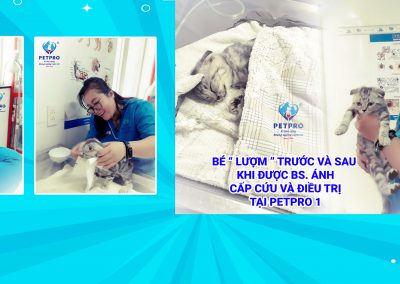 PETPRO
PETPRO
BÉ " LƯỢM " TRƯỚC VÀ SAU
KHI ĐƯỢC BS. ÁNH
CẤP CỨU VÀ ĐIỀU TRỊ
TẠI PETPRO 1